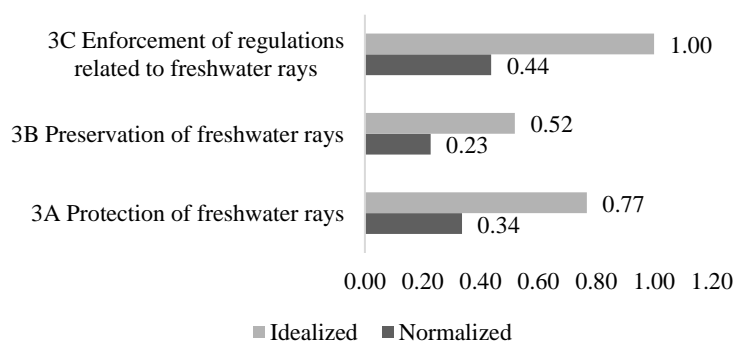 3C Enforcement of regulations
related to freshwater rays
1.00
0.44
3B Preservation of freshwater rays
0.52
0.23
3A Protection of freshwater rays
0.77
0.34
0.00 0.20 0.40 0.60 0.80 1.00 1.20
Idealized Normalized